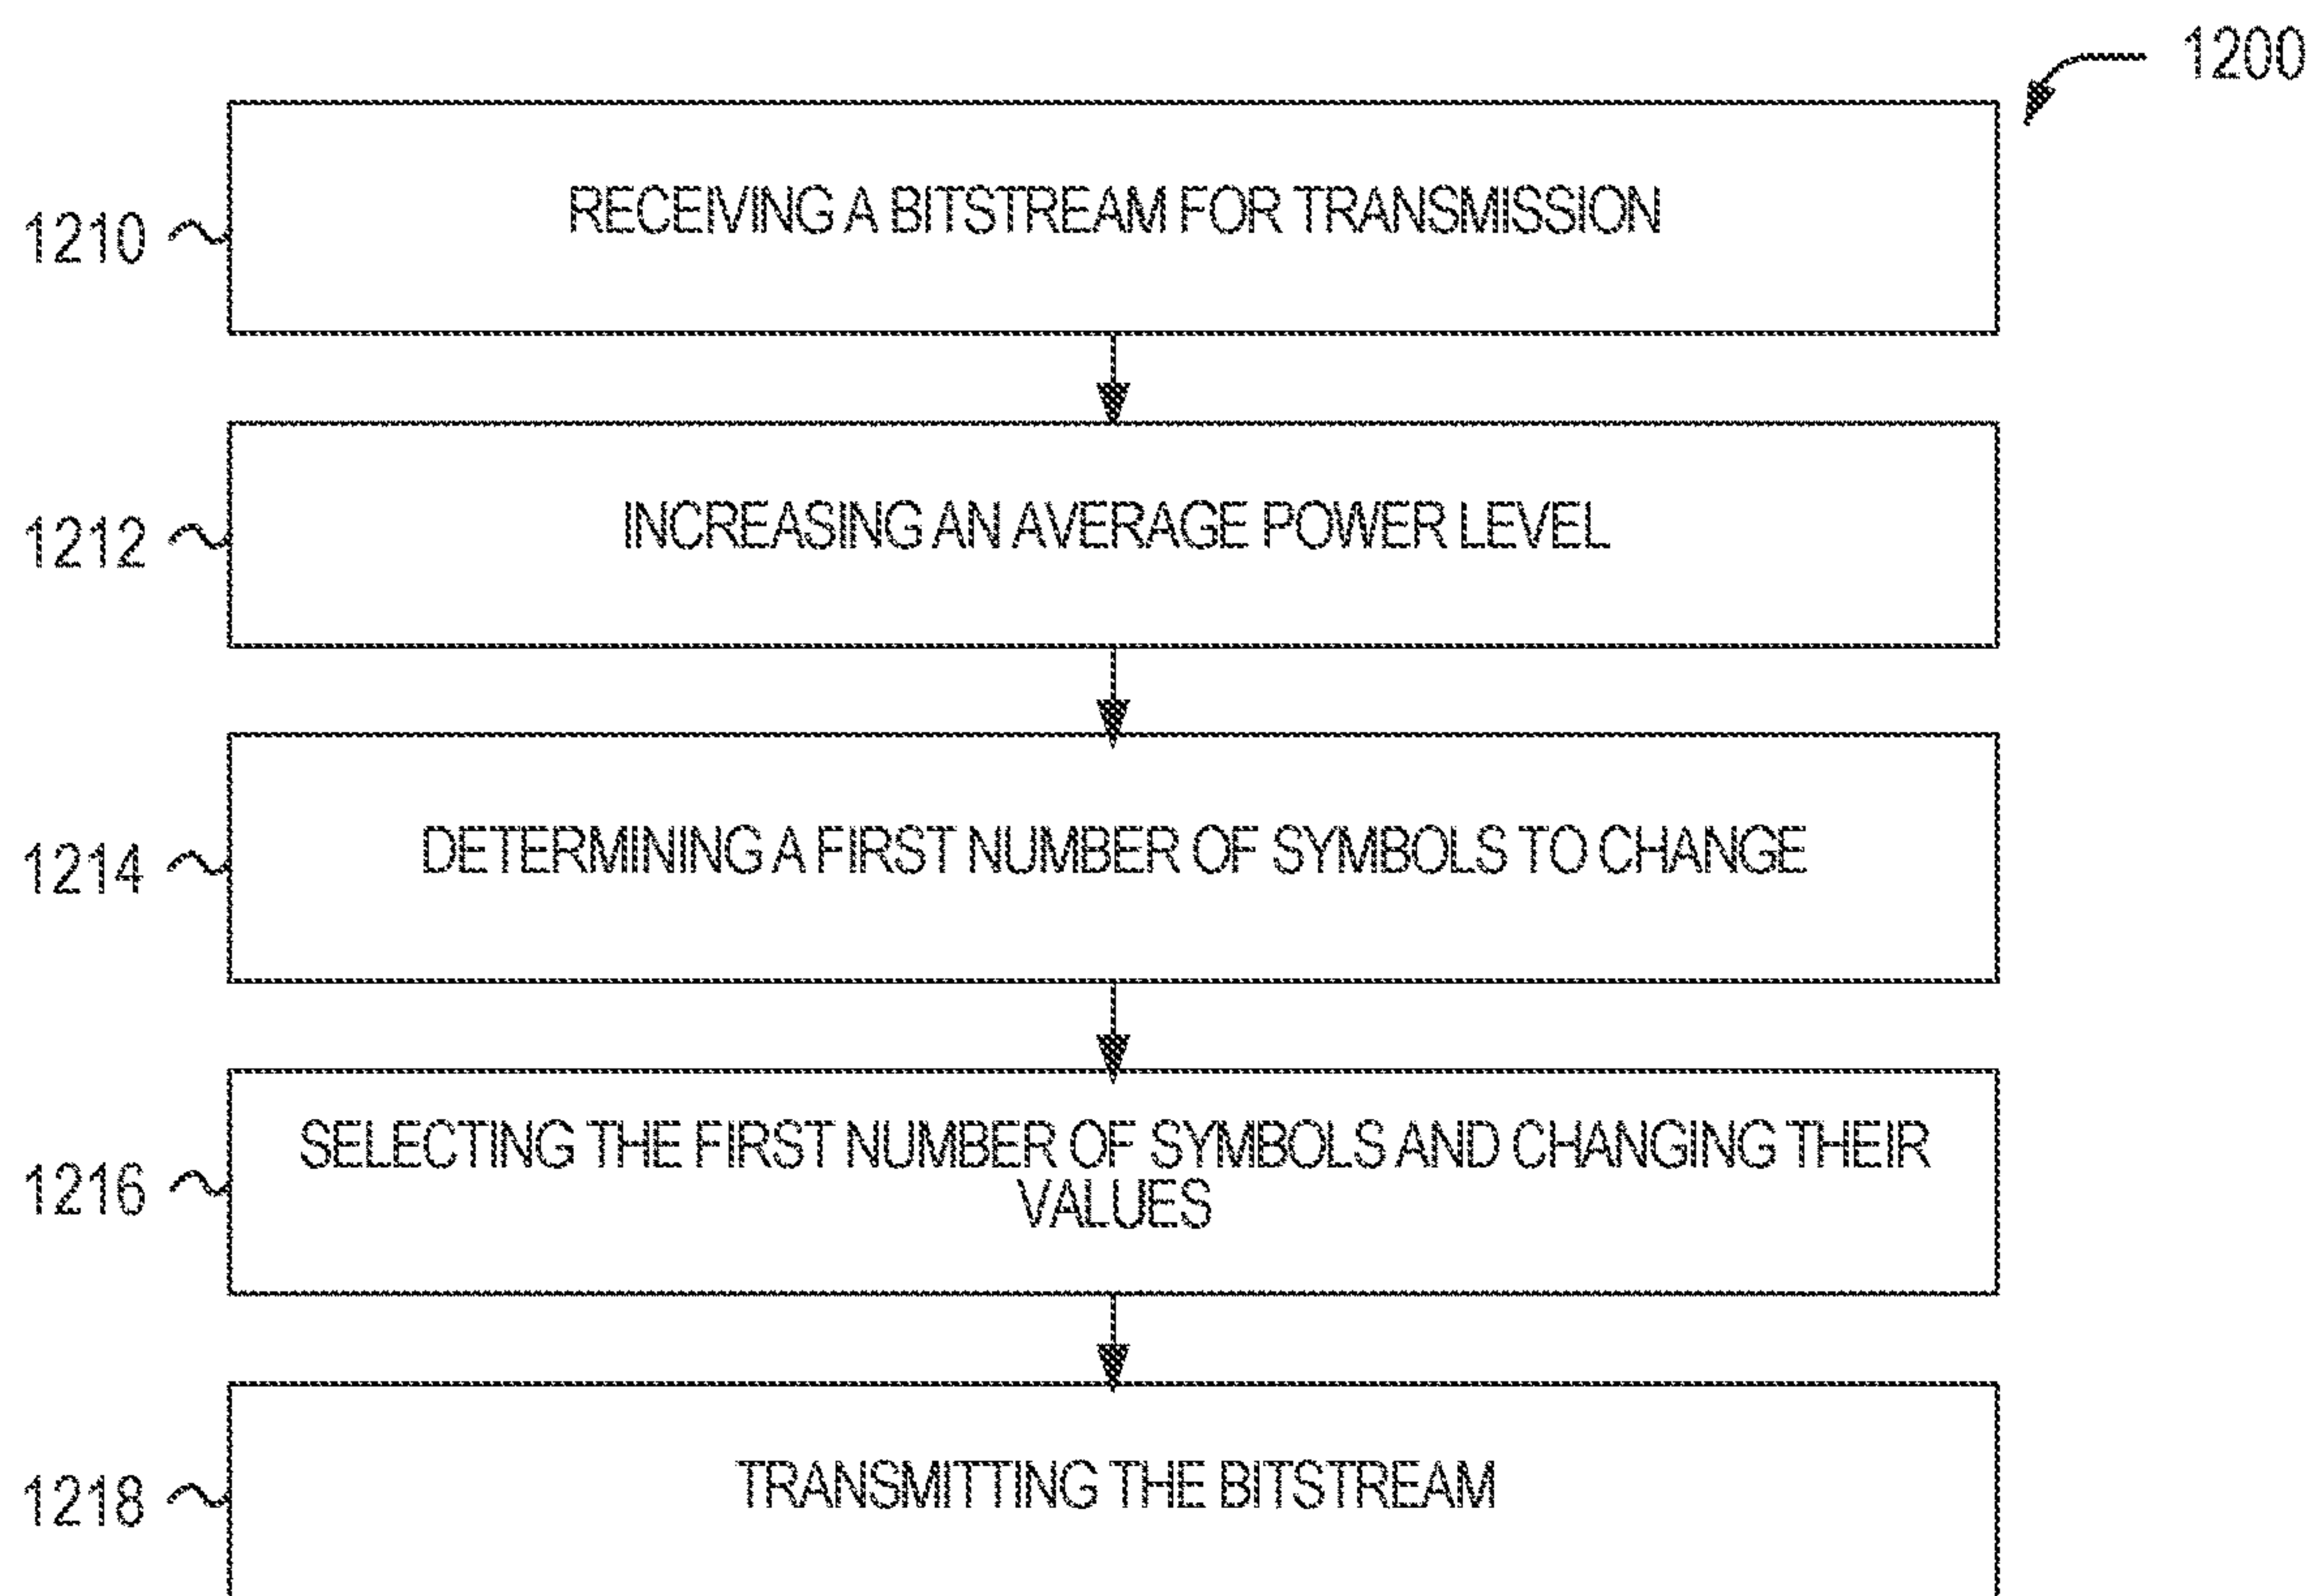 1200
1210 RECEIVING A BITSTREAM FOR TRANSMISSION
1212 INCREASING AN AVERAGE POWER LEVEL
1214 DETERMINING A FIRST NUMBER OF SYMBOLS TO CHANGE
1216 SELECTING THE FIRST NUMBER OF SYMBOLS AND CHANGING THEIR
VALUES
1218 TRANSMITTING THE BITSTREAM